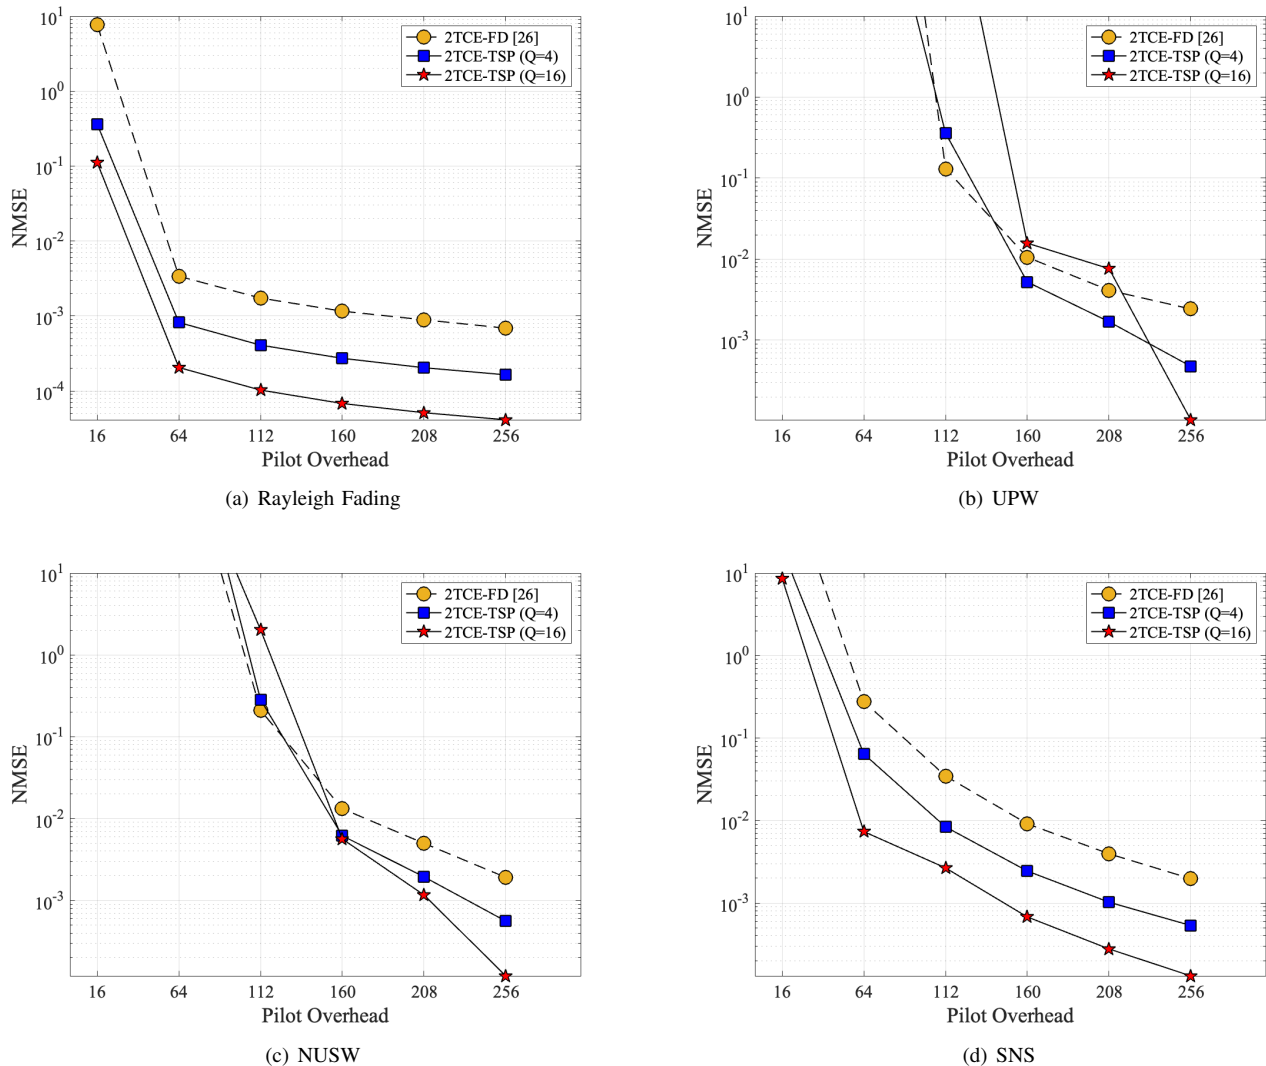 10^1
10^0
10^-1
10^-2
10^-3
10^-4
NMSE
2TCE-FD [26]
2TCE-TSP (Q=4)
2TCE-TSP (Q=16)
16 64 112 160 208 256
Pilot Overhead
(a) Rayleigh Fading
10^1
10^0
10^-1
10^-2
10^-3
NMSE
2TCE-FD [26]
2TCE-TSP (Q=4)
2TCE-TSP (Q=16)
16 64 112 160 208 256
Pilot Overhead
(b) UPW
10^1
10^0
10^-1
10^-2
10^-3
NMSE
2TCE-FD [26]
2TCE-TSP (Q=4)
2TCE-TSP (Q=16)
16 64 112 160 208 256
Pilot Overhead
(c) NUSW
10^1
10^0
10^-1
10^-2
10^-3
NMSE
2TCE-FD [26]
2TCE-TSP (Q=4)
2TCE-TSP (Q=16)
16 64 112 160 208 256
Pilot Overhead
(d) SNS